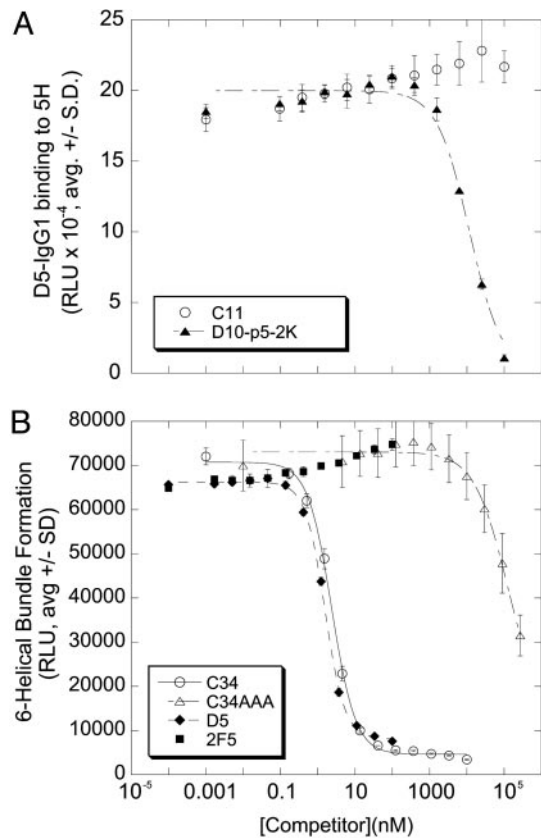 A
D5-IgG1 binding to 5H
(RLU x 10⁻⁴, avg. +/- S.D.)
25
20
15
10
5
0
C11
D10-p5-2K
B
6-Helical Bundle Formation
(RLU, avg +/- SD)
80000
70000
60000
50000
40000
30000
20000
10000
0
C34
C34AAA
D5
2F5
10⁻⁵ 0.001 0.1 10 1000 10⁵
[Competitor](nM)